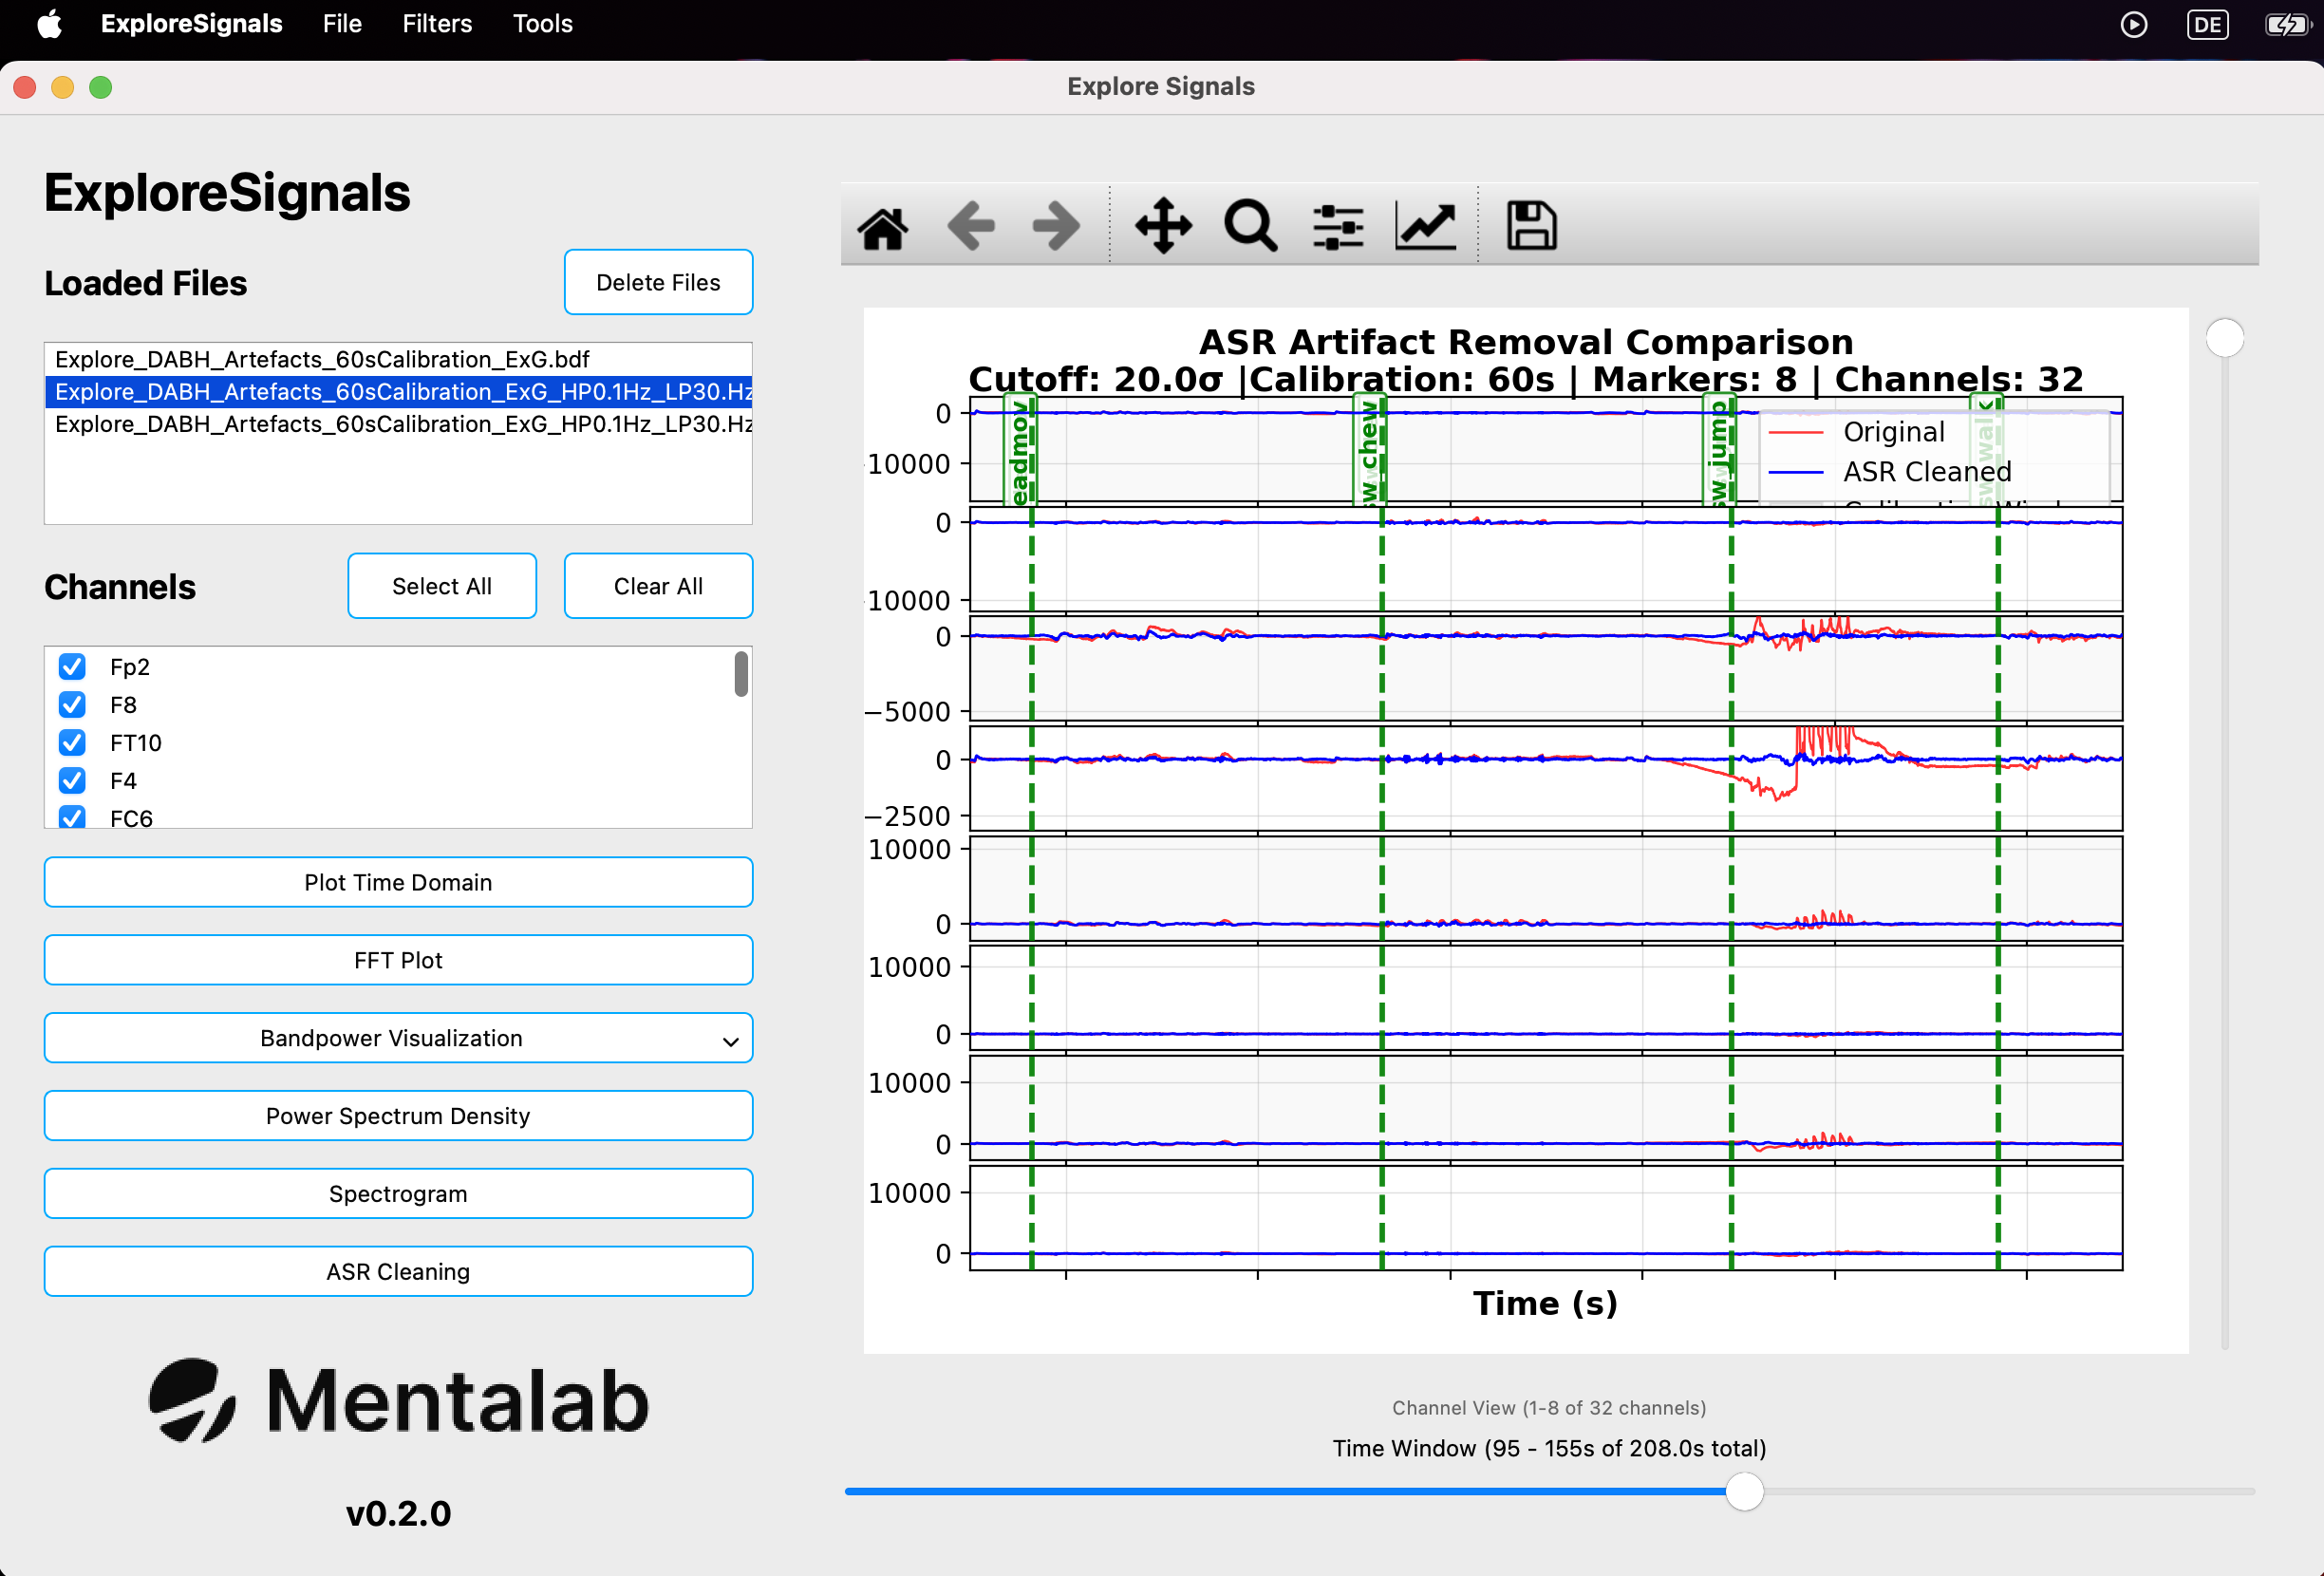 ExploreSignals File Filters Tools DE
Explore Signals
ExploreSignals
Loaded Files
Delete Files
Explore_DABH_Artefacts_60sCalibration_ExG.bdf
Explore_DABH_Artefacts_60sCalibration_ExG_HP0.1Hz_LP30.Hz
Explore_DABH_Artefacts_60sCalibration_ExG_HP0.1Hz_LP30.Hz
Channels
Select All
Clear All
Fp2
F8
FT10
F4
FC6
Plot Time Domain
FFT Plot
Bandpower Visualization
Power Spectrum Density
Spectrogram
ASR Cleaning
Mentalab
v0.2.0
ASR Artifact Removal Comparison
Cutoff: 20.0σ |Calibration: 60s | Markers: 8 | Channels: 32
0
10000
eadmov
sw_chew
sw_jump
sw_walk
Original
ASR Cleaned
0
10000
0
−5000
0
−2500
10000
0
10000
0
10000
0
10000
0
Time (s)
Channel View (1-8 of 32 channels)
Time Window (95 - 155s of 208.0s total)